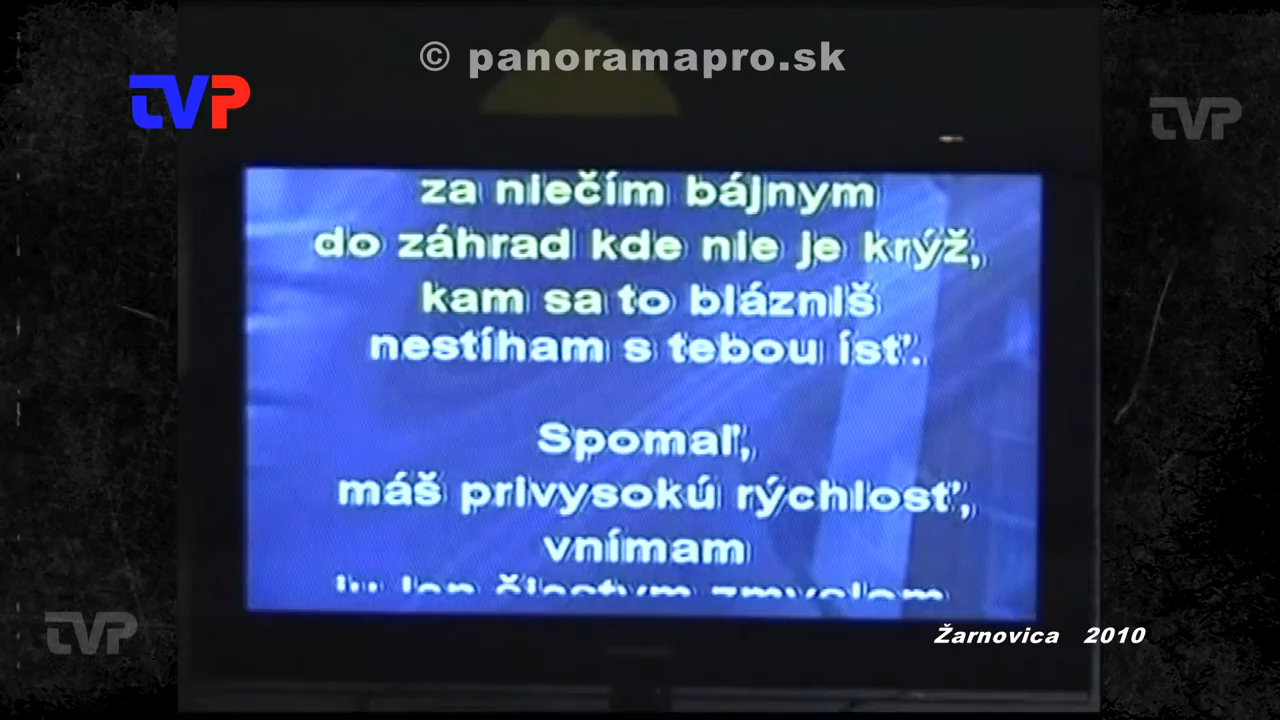 © panoramapro.sk
TVP
TVP
za niečím bájnym
do záhrad kde nie je krýž,
kam sa to blázniš
nestíham s tebou ísť.
Spomaľ,
máš privysokú rýchlosť,
vnímam
TVP
Žarnovica 2010